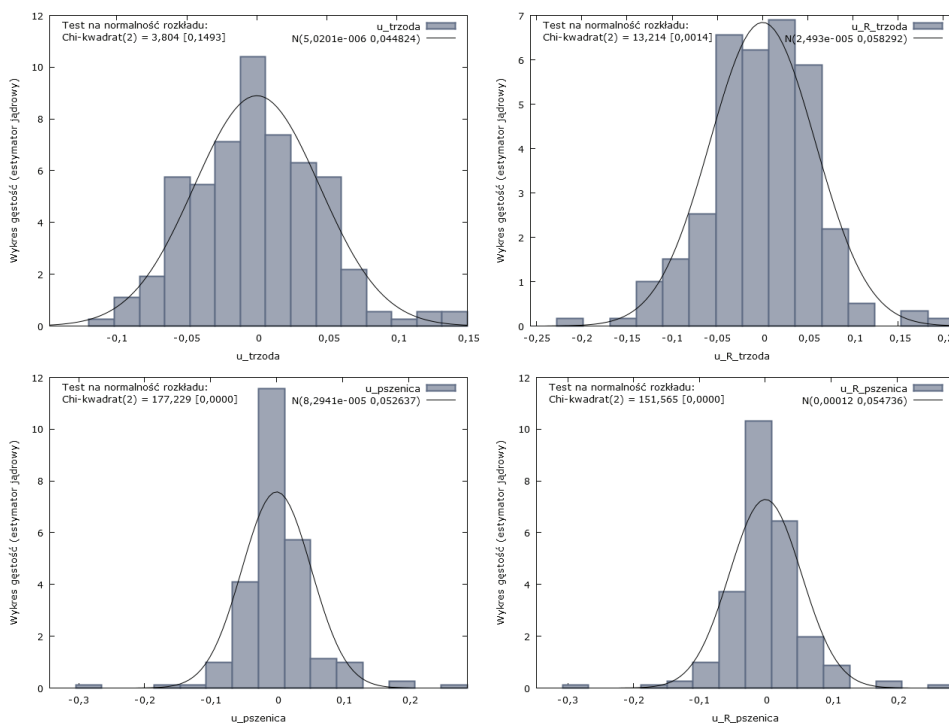 Test na normalność rozkładu:
Chi-kwadrat(2) = 3,804 [0,1493]
u_trzoda
N(5,0201e-006 0,044824)
Wykres gęstość (estymator jądrowy)
12
10
8
6
4
2
0
-0,1 -0,05 0 0,05 0,1 0,15
u_trzoda
Test na normalność rozkładu:
Chi-kwadrat(2) = 13,214 [0,0014]
u_R_trzoda
N(2,493e-005 0,058292)
Wykres gęstość (estymator jądrowy)
7
6
5
4
3
2
1
0
-0,25 -0,2 -0,15 -0,1 -0,05 0 0,05 0,1 0,15
u_R_trzoda
Test na normalność rozkładu:
Chi-kwadrat(2) = 177,229 [0,0000]
u_pszenica
N(8,2941e-005 0,052637)
Wykres gęstość (estymator jądrowy)
12
10
8
6
4
2
0
-0,3 -0,2 -0,1 0 0,1 0,2
u_pszenica
Test na normalność rozkładu:
Chi-kwadrat(2) = 151,565 [0,0000]
u_R_pszenica
N(0,00012 0,054736)
Wykres gęstość (estymator jądrowy)
12
10
8
6
4
2
0
-0,3 -0,2 -0,1 0 0,1 0,2
u_R_pszenica